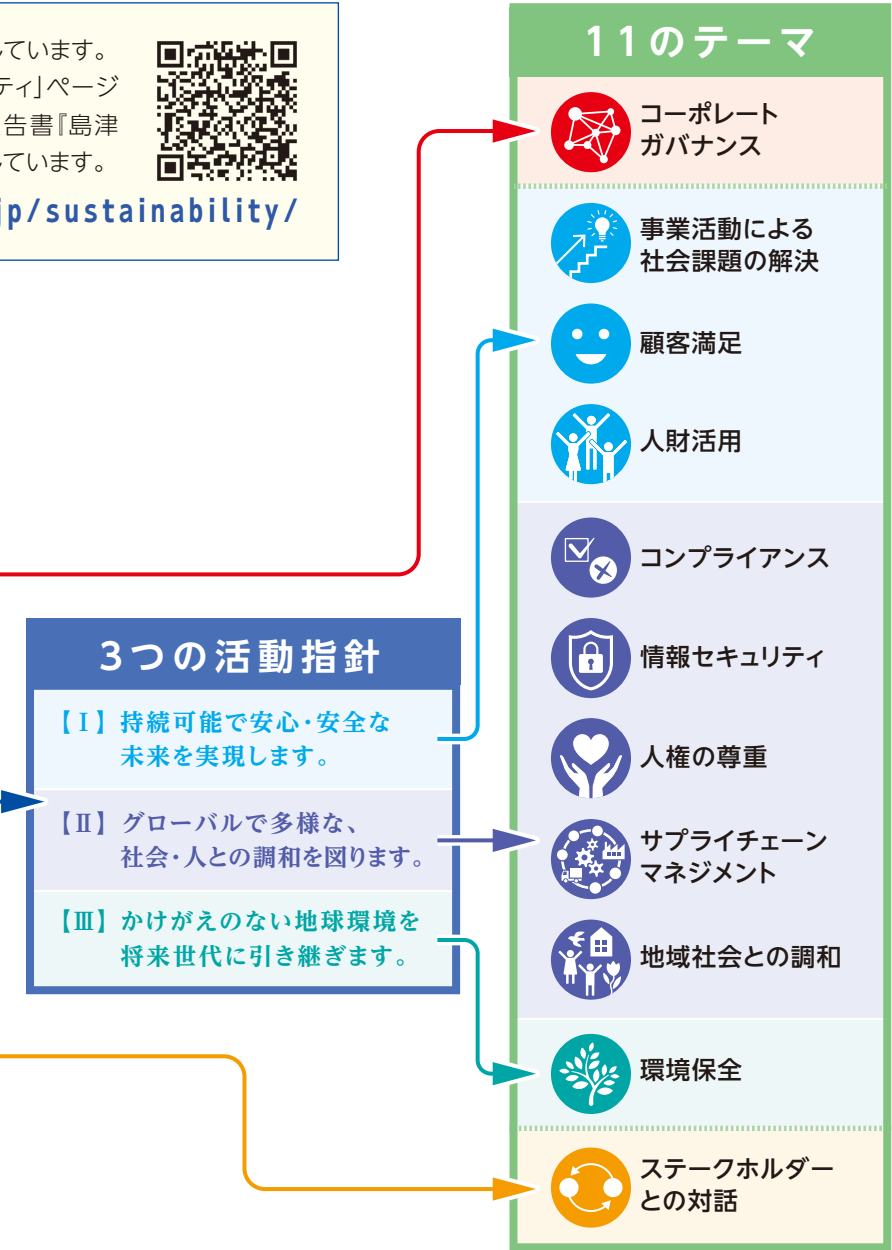 ています。
ティ」ページ
告書『島津
ています。
jp/sustainability/
11のテーマ
コーポレート
ガバナンス
事業活動による
社会課題の解決
顧客満足
人財活用
コンプライアンス
情報セキュリティ
人権の尊重
サプライチェーン
マネジメント
地域社会との調和
環境保全
ステークホルダー
との対話
3つの活動指針
【Ⅰ】持続可能で安心・安全な
未来を実現します。
【Ⅱ】グローバルで多様な、
社会・人との調和を図ります。
【Ⅲ】かけがえのない地球環境を
将来世代に引き継ぎます。